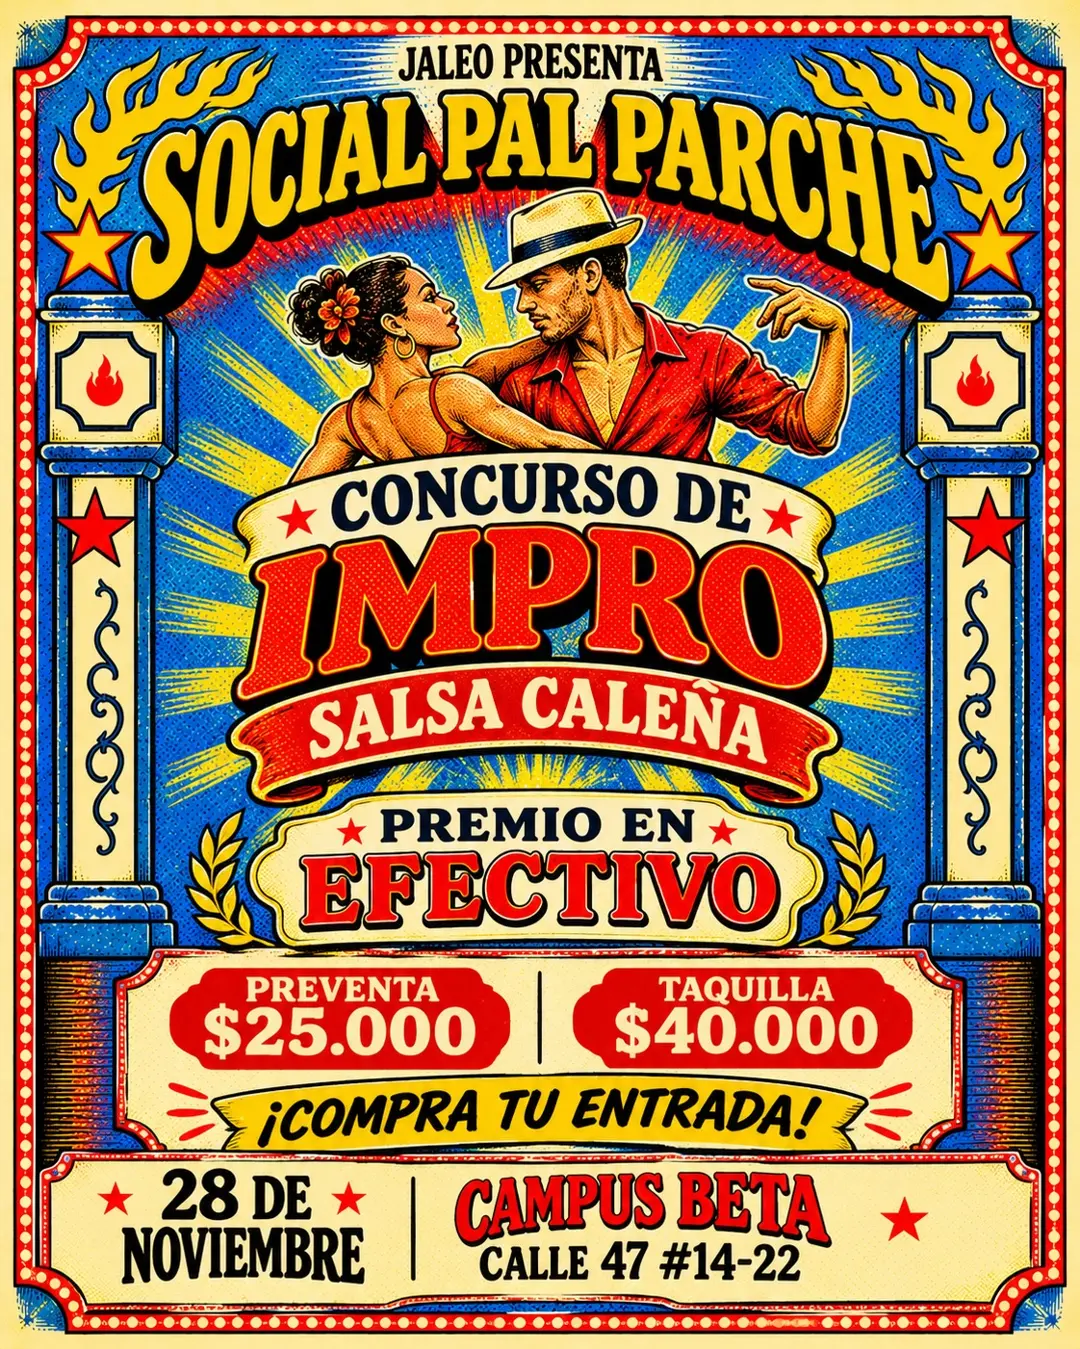 JALEO PRESENTA
SOCIAL PAL PARCHE
CONCURSO DE
IMPRO
SALSA CALEÑA
PREMIO EN
EFECTIVO
PREVENTA
$25.000
TAQUILLA
$40.000
¡COMPRA TU ENTRADA!
28 DE
NOVIEMBRE
CAMPUS BETA
CALLE 47 #14-22